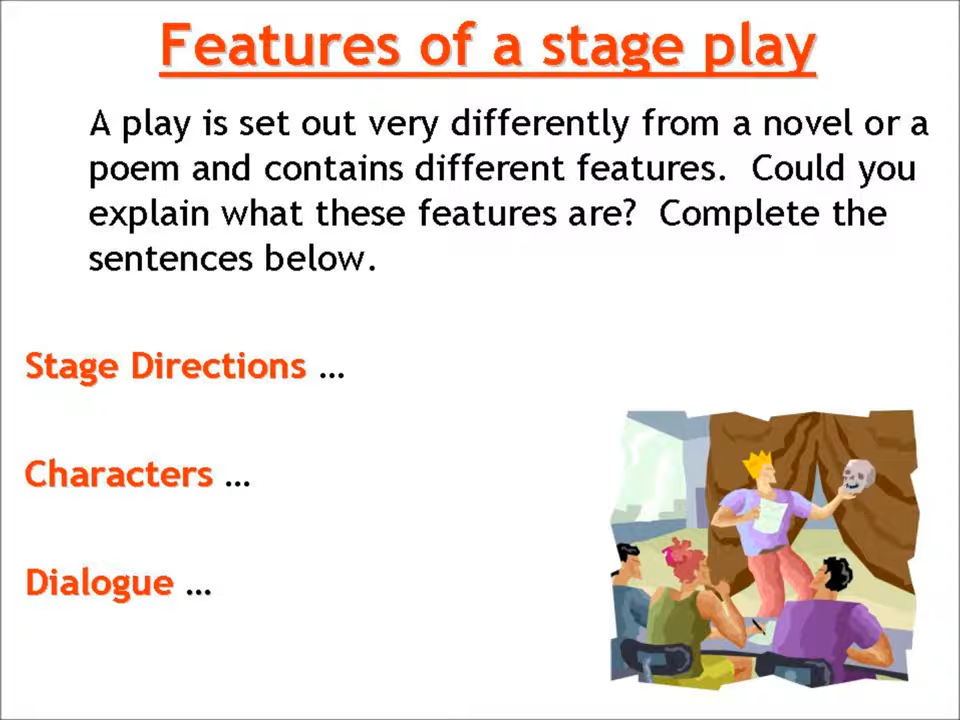 Features of a stage play
A play is set out very differently from a novel or a
poem and contains different features.  Could you
explain what these features are?  Complete the
sentences below.
Stage Directions …
Characters …
Dialogue …